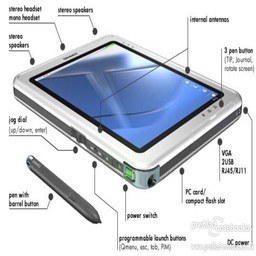 stereo headset
mono headset
stereo speakers
internal antennas
stereo
speakers
3 pen button
(TIP, Journal,
rotate screen)
jog dial
(up/down, enter)
VGA
2USB
RJ45/RJ11
pen with
barrel button
PC card/
compact flash slot
power switch
programmable launch buttons
(Qmenu, esc, tab, PIM)
DC power